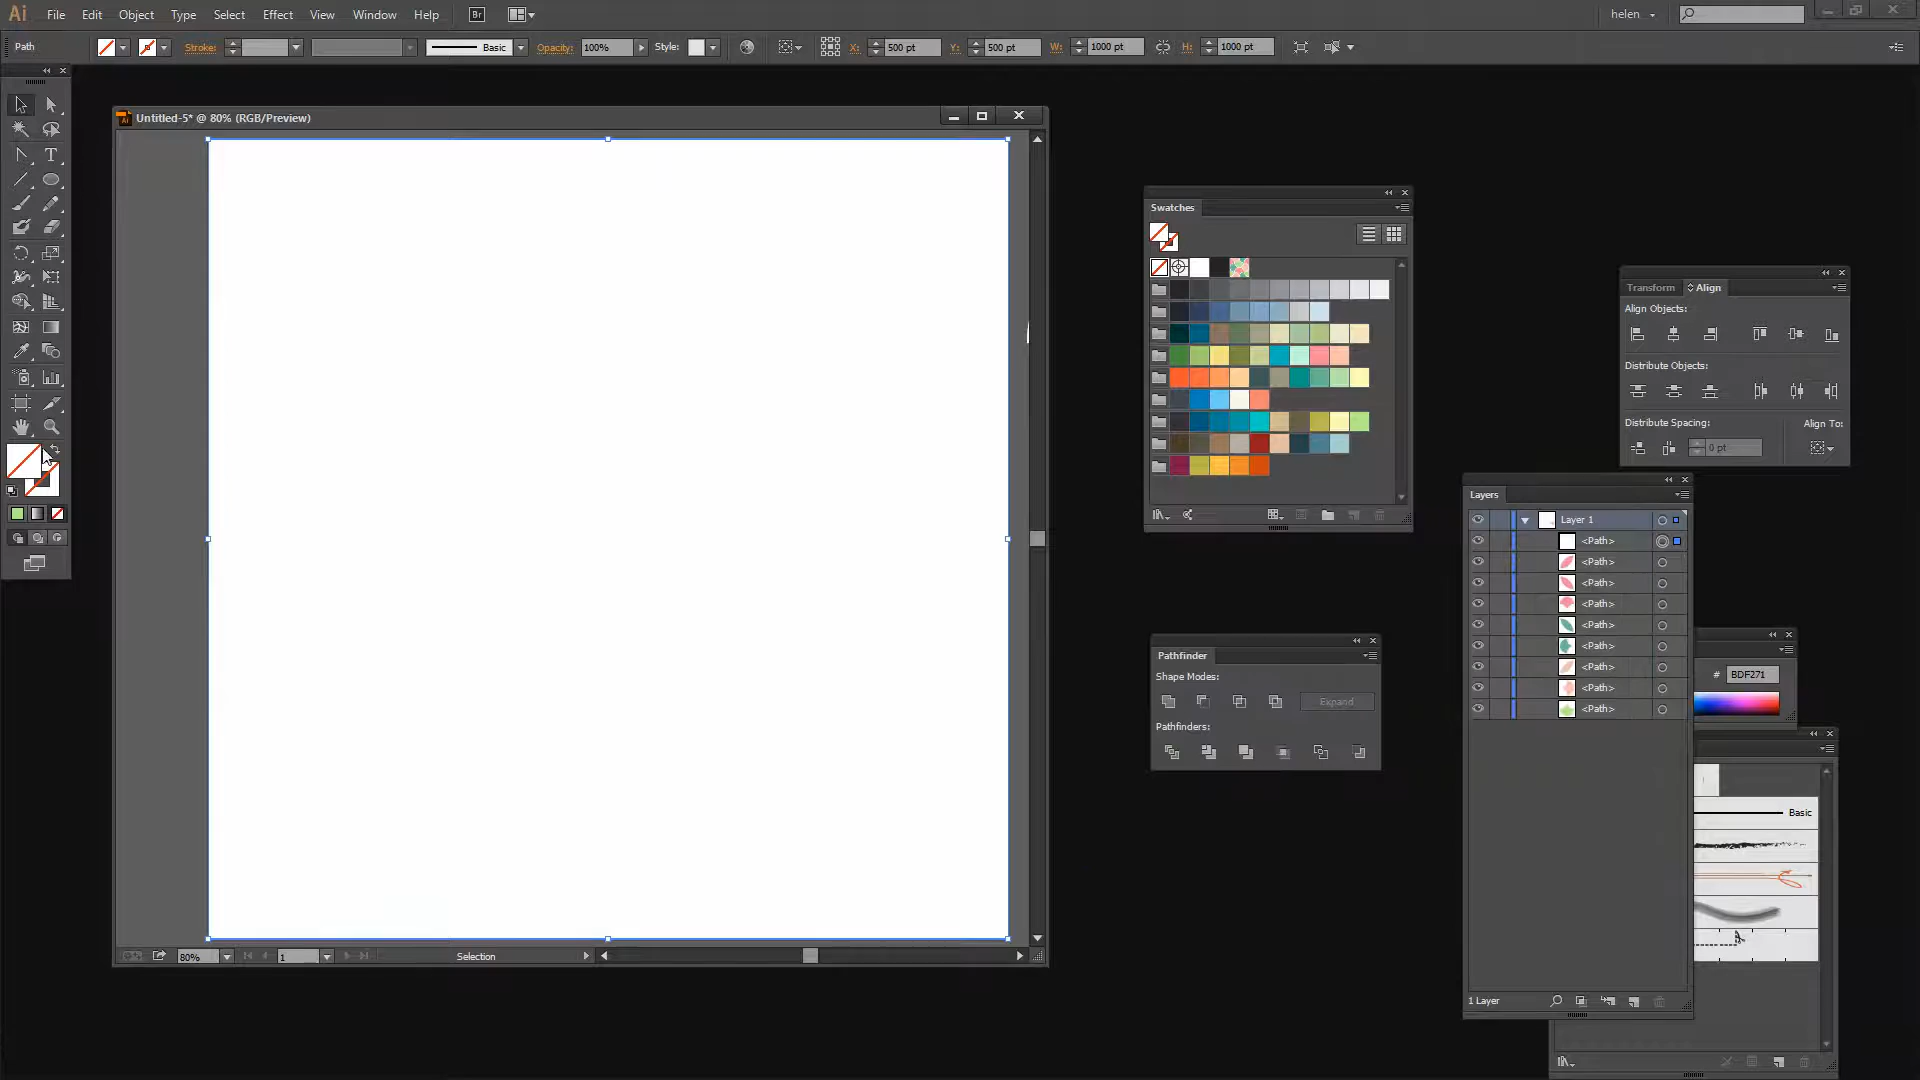 Ai File Edit Object Type Select Effect View Window Help Br helen
Path Stroke: Basic Opacity: 100% Style: X: 500 pt Y: 500 pt W: 1000 pt H: 1000 pt
Untitled-5* @ 80% (RGB/Preview)
Swatches
Transform Align
Align Objects:
Distribute Objects:
Distribute Spacing: Align To:
0 pt
Layers
Layer 1
<Path>
<Path>
<Path>
<Path>
<Path>
<Path>
<Path>
<Path>
<Path>
1 Layer
Pathfinder
Shape Modes:
Expand
Pathfinders:
# BDF271
Basic
80% 1 Selection